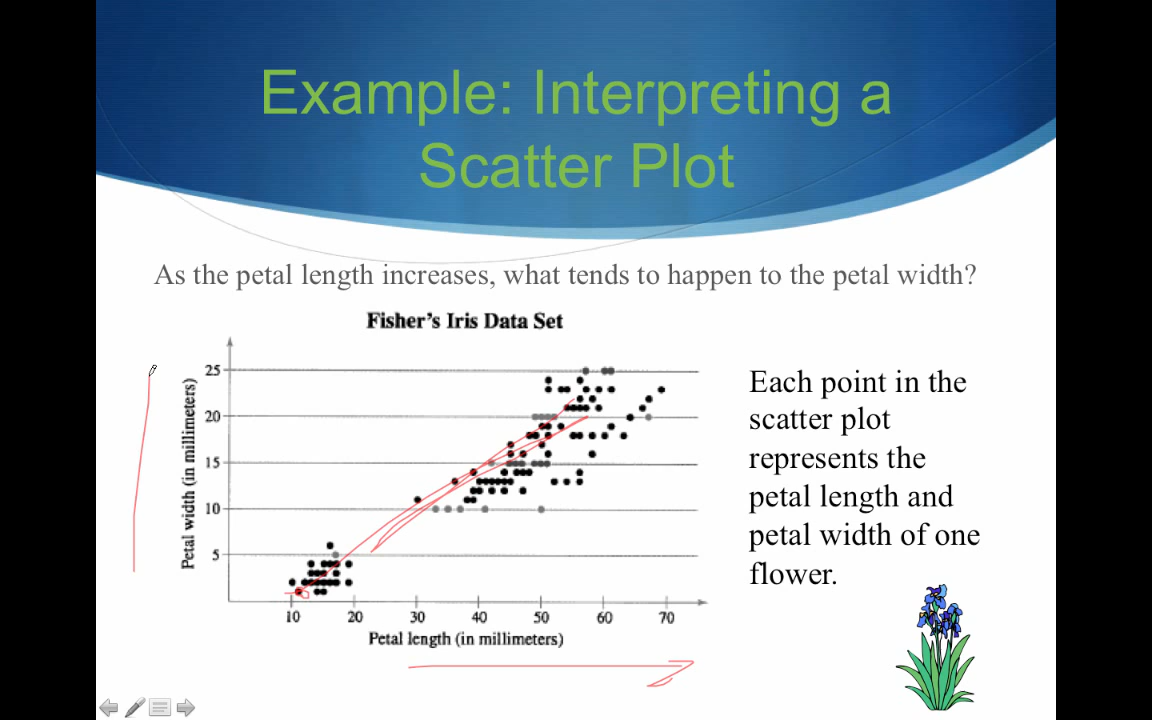 Example: Interpreting a
Scatter Plot
As the petal length increases, what tends to happen to the petal width?
Fisher's Iris Data Set
Petal width (in millimeters)
25
20
15
10
5
10 20 30 40 50 60 70
Petal length (in millimeters)
Each point in the
scatter plot
represents the
petal length and
petal width of one
flower.